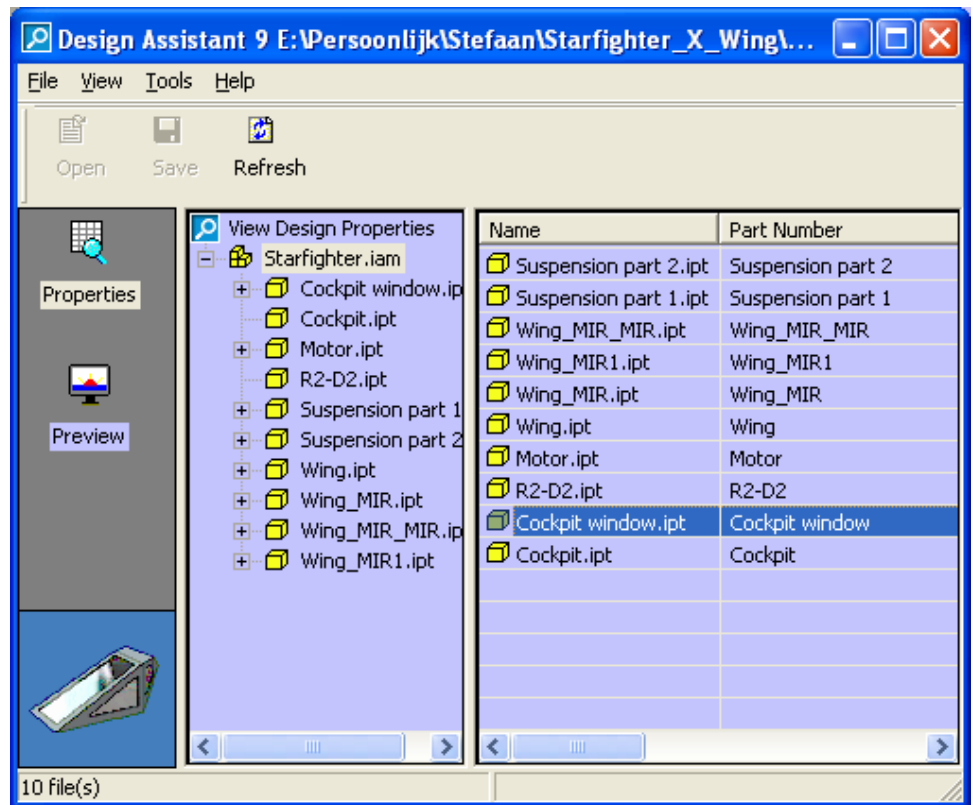 Design Assistant 9 E:\Persoonlijk\Stefaan\Starfighter_X_Wing\...
File View Tools Help
Open Save Refresh
Properties
Preview
View Design Properties
Starfighter.iam
Cockpit window.ip
Cockpit.ipt
Motor.ipt
R2-D2.ipt
Suspension part 1
Suspension part 2
Wing.ipt
Wing_MIR.ipt
Wing_MIR_MIR.ip
Wing_MIR1.ipt
Name Part Number
Suspension part 2.ipt Suspension part 2
Suspension part 1.ipt Suspension part 1
Wing_MIR_MIR.ipt Wing_MIR_MIR
Wing_MIR1.ipt Wing_MIR1
Wing_MIR.ipt Wing_MIR
Wing.ipt Wing
Motor.ipt Motor
R2-D2.ipt R2-D2
Cockpit window.ipt Cockpit window
Cockpit.ipt Cockpit
10 file(s)